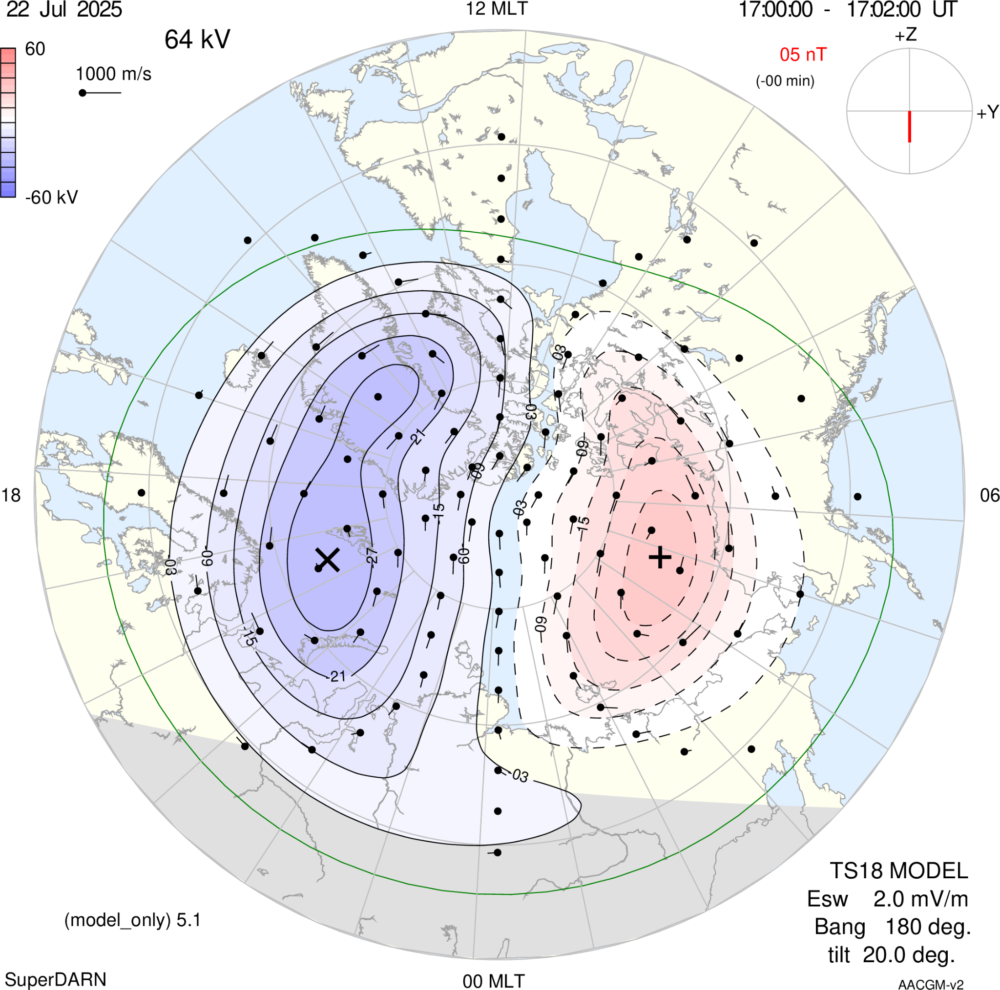 22 Jul 2025
12 MLT
17:00:00 - 17:02:00 UT
64 kV
+Z
60
05 nT
1000 m/s
(-00 min)
+Y
-60 kV
03
03
21
09
-09
18
06
03
-15
15
-03
-09
-27
-09
09
-15
-21
-03
TS18 MODEL
Esw 2.0 mV/m
Bang 180 deg.
(model_only) 5.1
tilt 20.0 deg.
SuperDARN
00 MLT
AACGM-v2